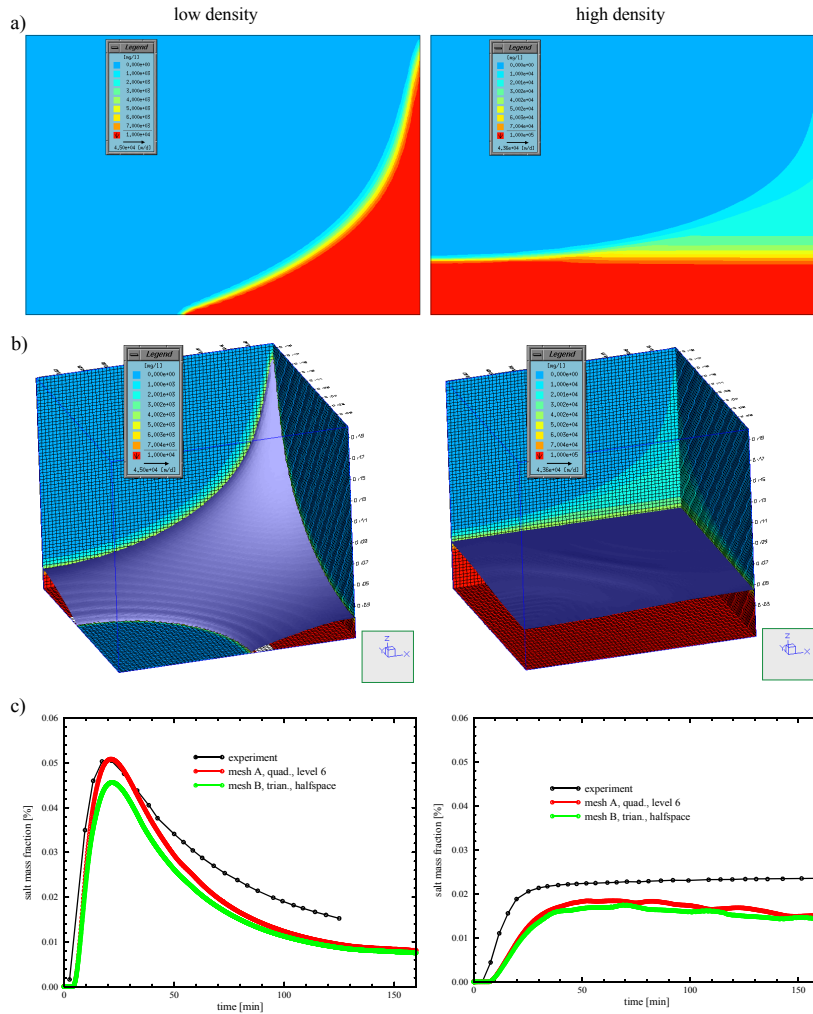 low density
high density
a)
Legend
[mg/l]
0.000e+00
1.000e+03
2.000e+03
3.000e+03
4.000e+03
5.000e+03
6.000e+03
7.000e+03
1.000e+04
4.50e+04 [m/d]
Legend
[mg/l]
0.000e+00
1.000e+04
2.001e+04
3.002e+04
4.002e+04
5.002e+04
6.003e+04
7.004e+04
1.000e+05
4.36e+04 [m/d]
b)
Legend
[mg/l]
0.000e+00
1.000e+03
2.001e+03
3.002e+03
4.002e+03
5.002e+03
6.003e+03
7.004e+03
1.000e+04
4.50e+04 [m/d]
Z
Y
X
Legend
[mg/l]
0.000e+00
1.000e+04
2.001e+04
3.002e+04
4.002e+04
5.002e+04
6.003e+04
7.004e+04
1.000e+05
4.36e+04 [m/d]
Z
Y
X
c)
0.06
0.05
0.04
0.03
0.02
0.01
0.00
salt mass fraction [%]
experiment
mesh A, quad., level 6
mesh B, trian., halfspace
0
50
100
150
time [min]
0.06
0.05
0.04
0.03
0.02
0.01
0.00
salt mass fraction [%]
experiment
mesh A, quad., level 6
mesh B, trian., halfspace
0
50
100
150
time [min]